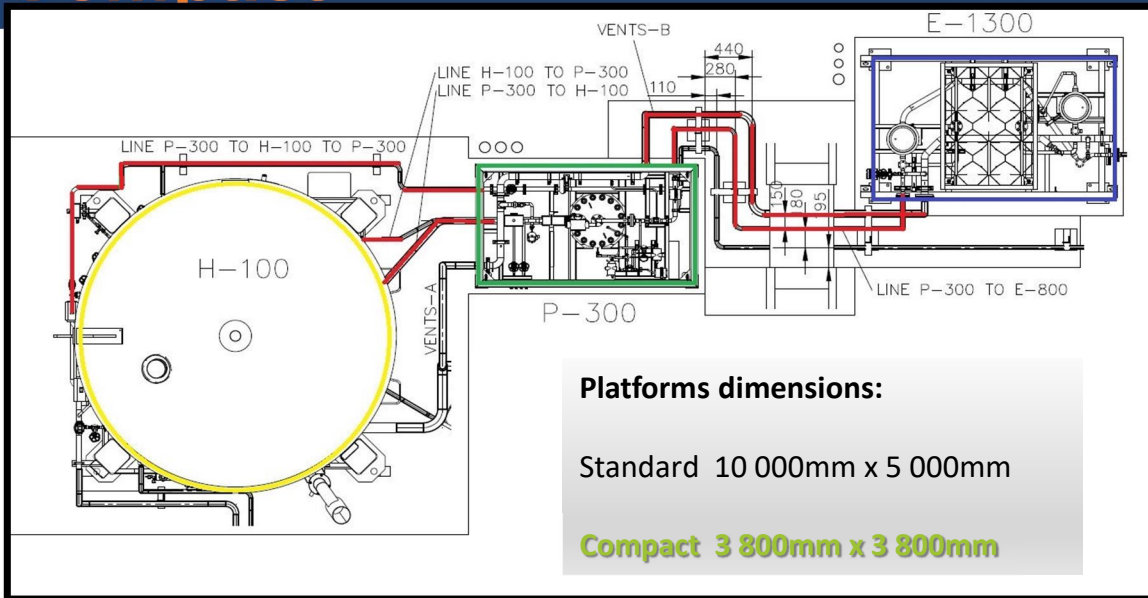 E-1300
VENTS-B
440
LINE H-100 TO P-300
280
LINE P-300 TO H-100
110
LINE P-300 TO H-100 TO P-300
150
180
195
H-100
VENTS-A
LINE P-300 TO E-800
P-300
Platforms dimensions:
Standard 10 000mm x 5 000mm
Compact 3 800mm x 3 800mm